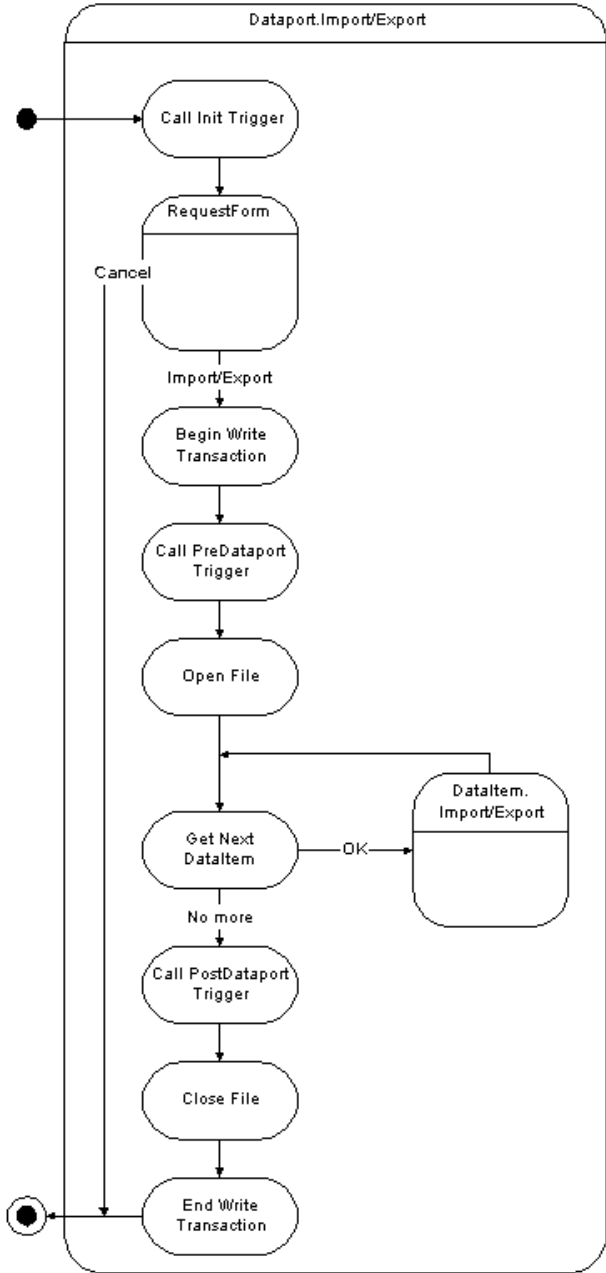 Dataport.Import/Export
Call Init Trigger
RequestForm
Cancel
Import/Export
Begin Write
Transaction
Call PreDataport
Trigger
Open File
DataItem.
Import/Export
Get Next
DataItem
OK
No more
Call PostDataport
Trigger
Close File
End Write
Transaction